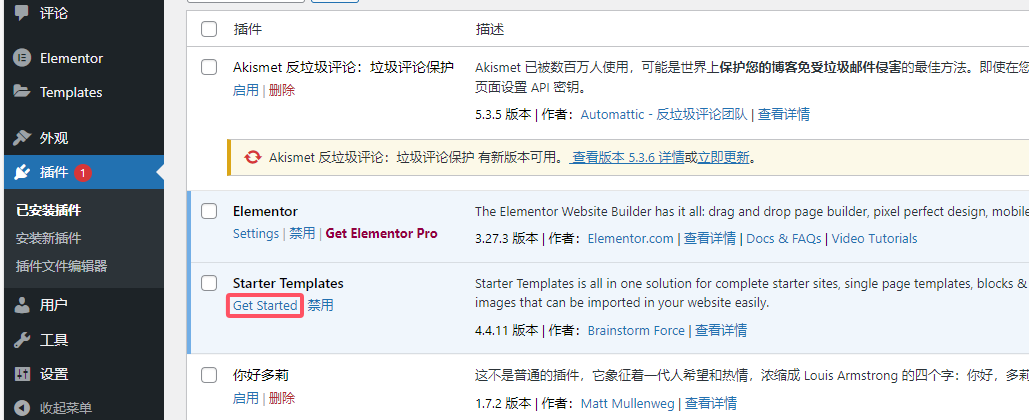 评论
Elementor
Templates
外观
插件 1
已安装插件
安装新插件
插件文件编辑器
用户
工具
设置
收起菜单
插件 描述
Akismet 反垃圾评论：垃圾评论保护 Akismet 已被数百万人使用，可能是世界上保护您的博客免受垃圾邮件侵害的最佳方法。即使在您
启用 | 删除 页面设置 API 密钥。
5.3.5 版本 | 作者：Automattic - 反垃圾评论团队 | 查看详情
Akismet 反垃圾评论：垃圾评论保护 有新版本可用。 查看版本 5.3.6 详情或立即更新。
Elementor The Elementor Website Builder has it all: drag and drop page builder, pixel perfect design, mobile
Settings | 禁用 | Get Elementor Pro
3.27.3 版本 | 作者：Elementor.com | 查看详情 | Docs & FAQs | Video Tutorials
Starter Templates Starter Templates is all in one solution for complete starter sites, single page templates, blocks &
Get Started 禁用 images that can be imported in your website easily.
4.4.11 版本 | 作者：Brainstorm Force | 查看详情
你好多莉 这不是普通的插件，它象征着一代人希望和热情，浓缩成 Louis Armstrong 的四个字：你好，多莉
启用 | 删除
1.7.2 版本 | 作者：Matt Mullenweg | 查看详情